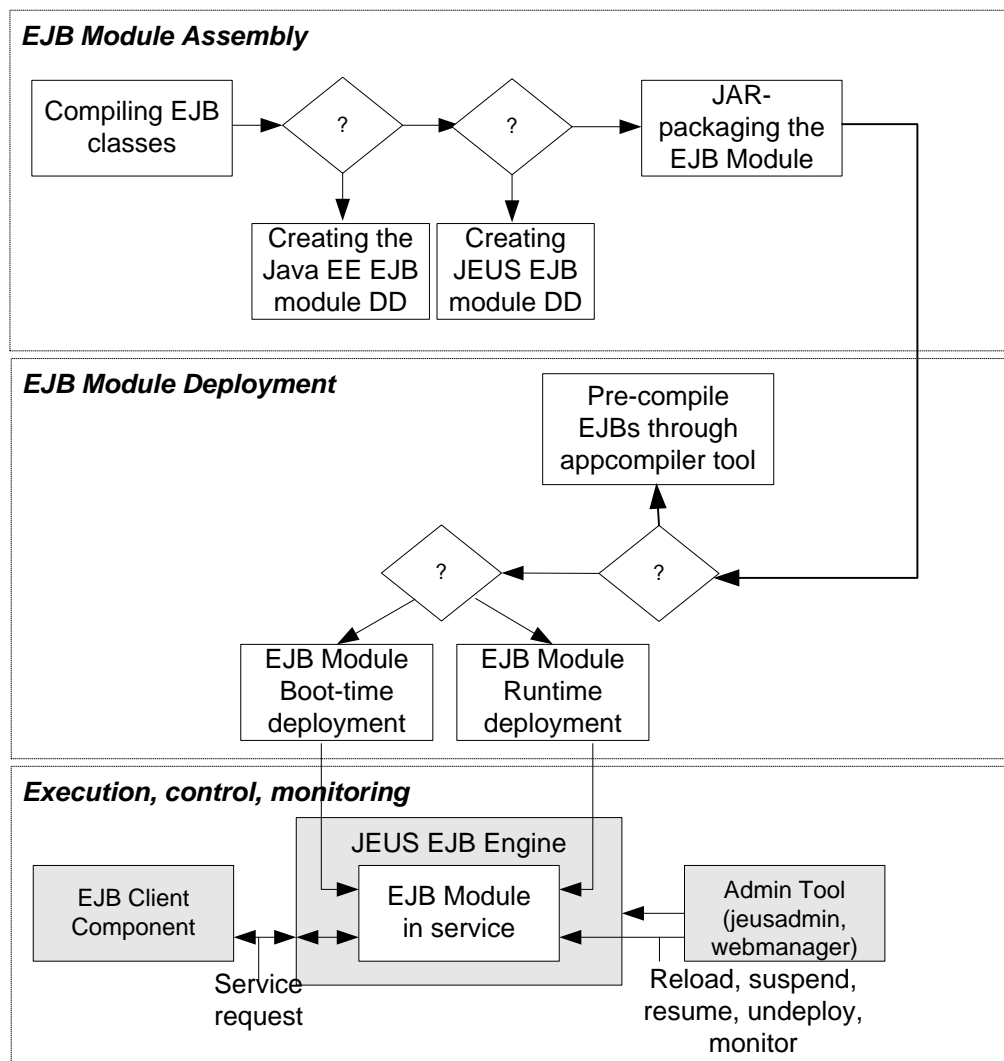 EJB Module Assembly
Compiling EJB
classes
?
?
JAR-
packaging the
EJB Module
Creating the
Java EE EJB
module DD
Creating
JEUS EJB
module DD
EJB Module Deployment
Pre-compile
EJBs through
appcompiler tool
?
?
EJB Module
Boot-time
deployment
EJB Module
Runtime
deployment
Execution, control, monitoring
JEUS EJB Engine
EJB Client
Component
EJB Module
in service
Admin Tool
(jeusadmin,
webmanager)
Service
request
Reload, suspend,
resume, undeploy,
monitor